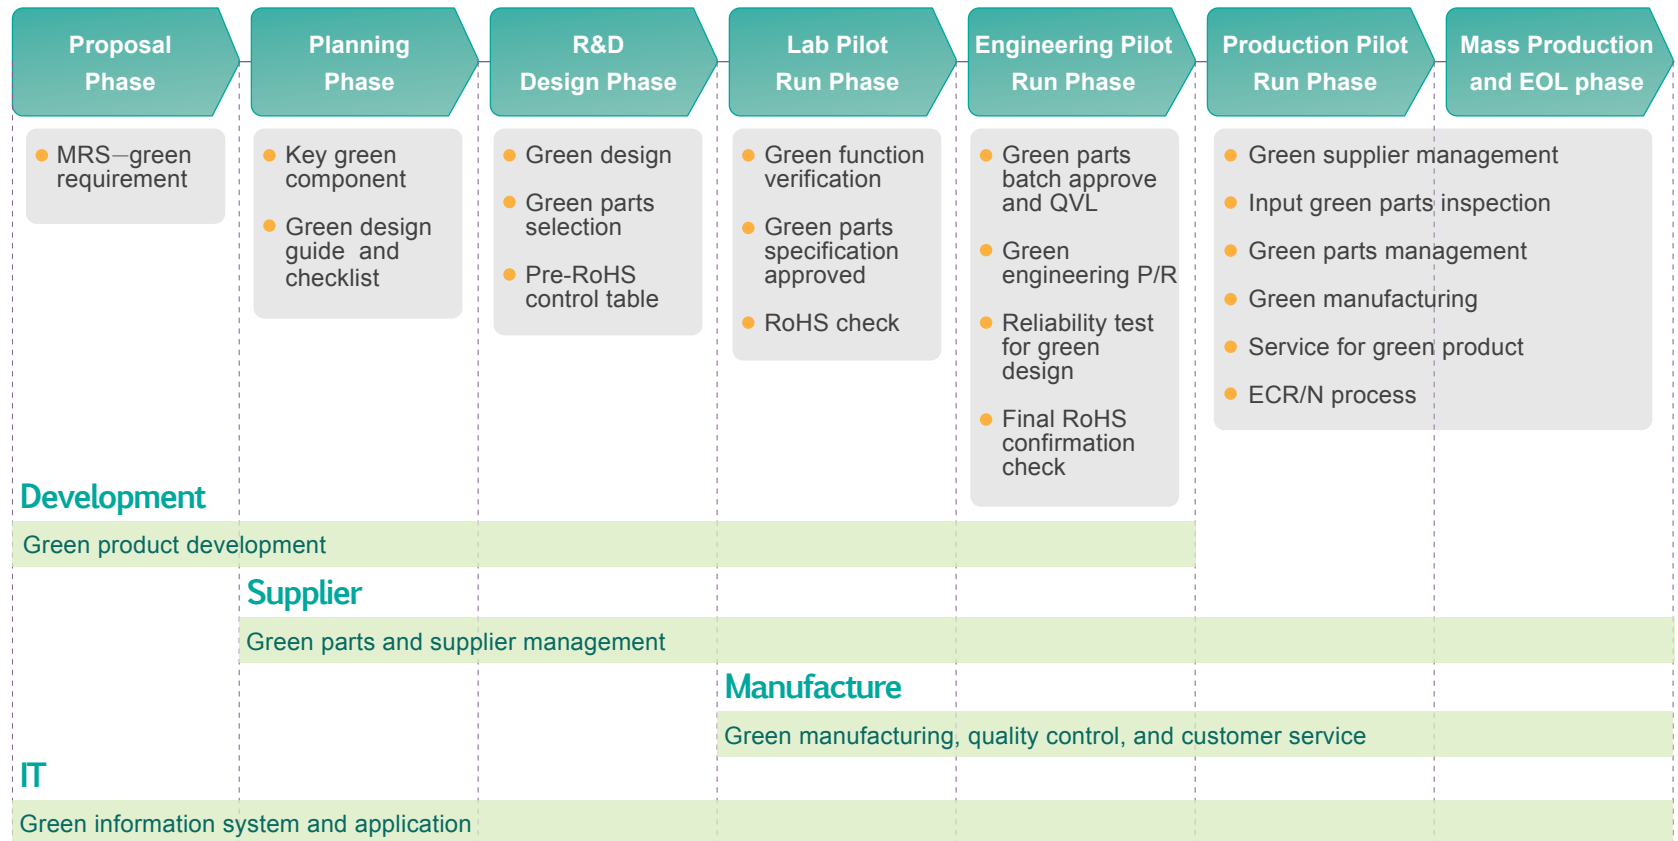 Proposal
Phase
Planning
Phase
R&D
Design Phase
Lab Pilot
Run Phase
Engineering Pilot
Run Phase
Production Pilot
Run Phase
Mass Production
and EOL phase
MRS—green
requirement
Key green
component
Green design
guide and
checklist
Green design
Green parts
selection
Pre-RoHS
control table
Green function
verification
Green parts
specification
approved
RoHS check
Green parts
batch approve
and QVL
Green
engineering P/R
Reliability test
for green
design
Final RoHS
confirmation
check
Green supplier management
Input green parts inspection
Green parts management
Green manufacturing
Service for green product
ECR/N process
Development
Green product development
Supplier
Green parts and supplier management
Manufacture
Green manufacturing, quality control, and customer service
IT
Green information system and application